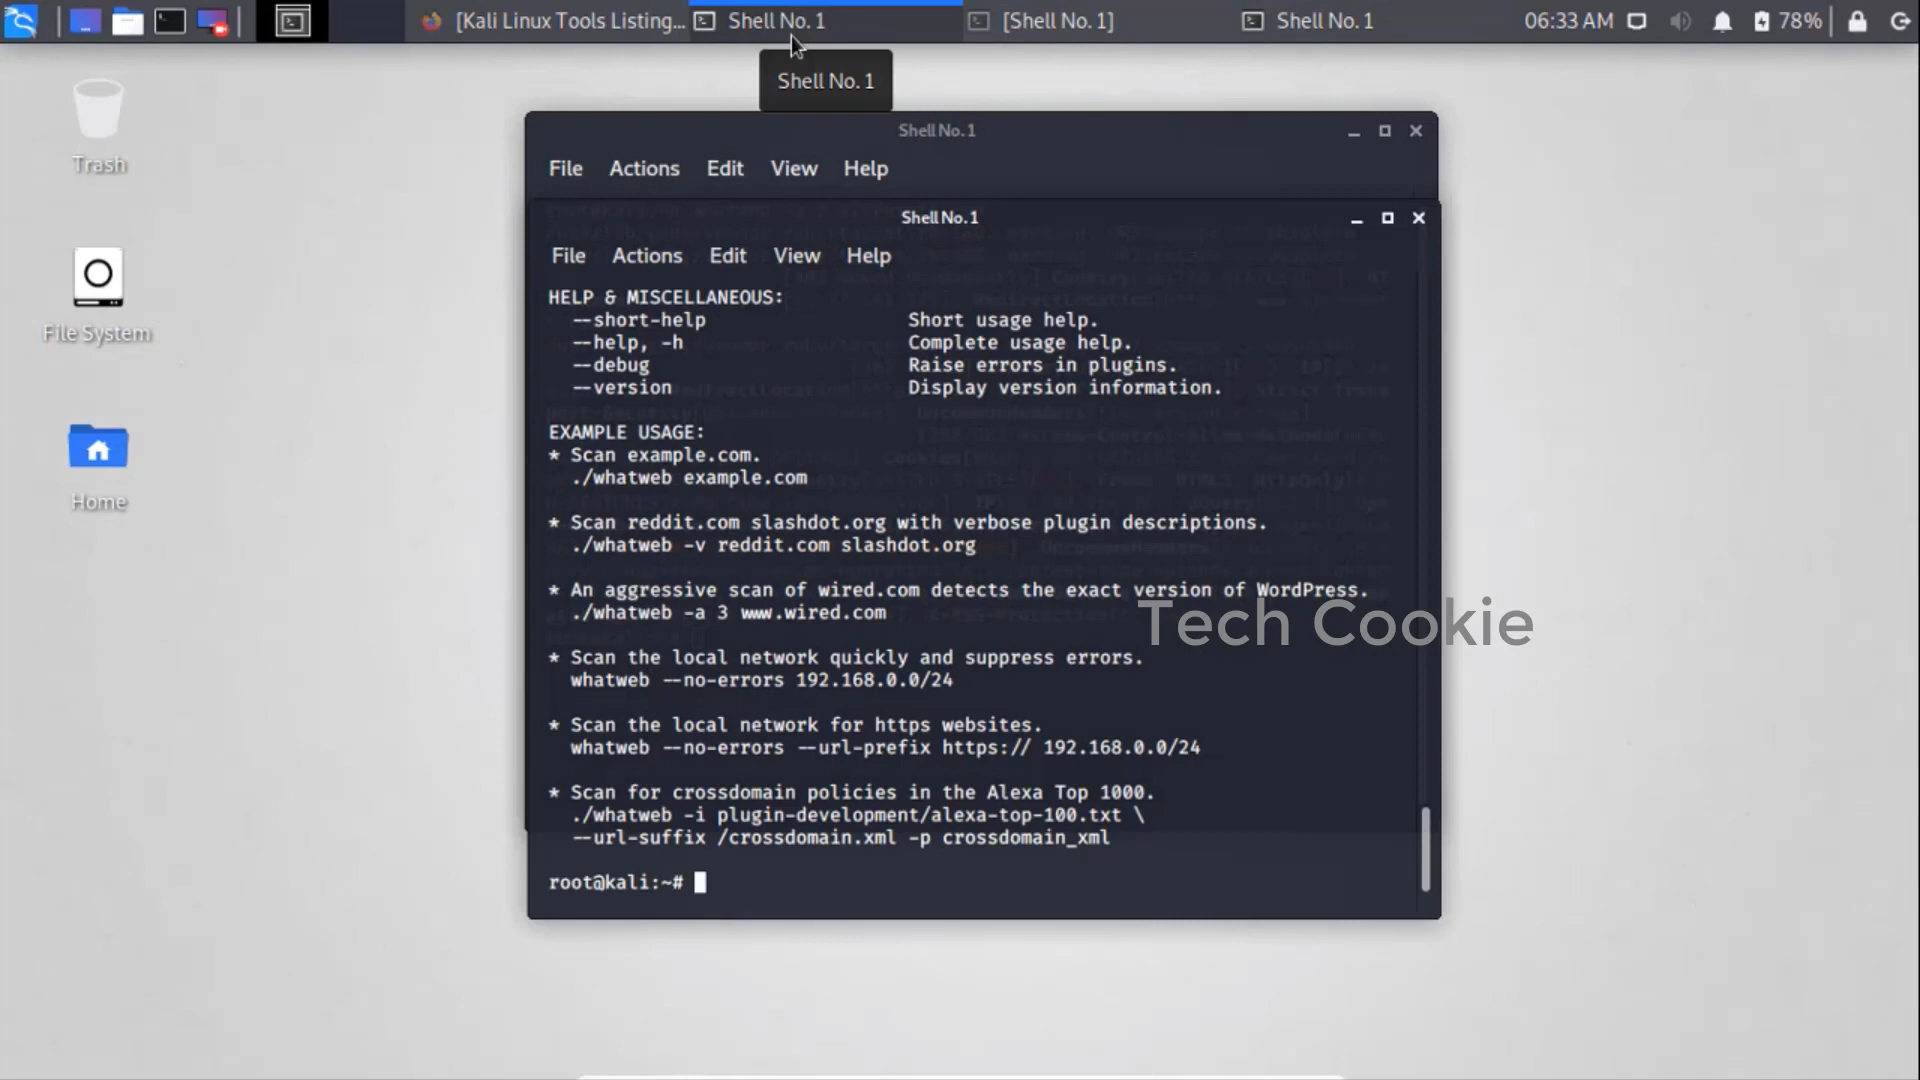 [Kali Linux Tools Listing...
Shell No. 1
[Shell No. 1]
Shell No. 1
06:33 AM
78%
Shell No. 1
Trash
File System
Home
Shell No. 1
File Actions Edit View Help
Shell No. 1
File Actions Edit View Help
HELP & MISCELLANEOUS:
--short-help Short usage help.
--help, -h Complete usage help.
--debug Raise errors in plugins.
--version Display version information.
EXAMPLE USAGE:
* Scan example.com.
./whatweb example.com
* Scan reddit.com slashdot.org with verbose plugin descriptions.
./whatweb -v reddit.com slashdot.org
* An aggressive scan of wired.com detects the exact version of WordPress.
./whatweb -a 3 www.wired.com
* Scan the local network quickly and suppress errors.
whatweb --no-errors 192.168.0.0/24
* Scan the local network for https websites.
whatweb --no-errors --url-prefix https:// 192.168.0.0/24
* Scan for crossdomain policies in the Alexa Top 1000.
./whatweb -i plugin-development/alexa-top-100.txt \
--url-suffix /crossdomain.xml -p crossdomain_xml
root@kali:~#
Tech Cookie